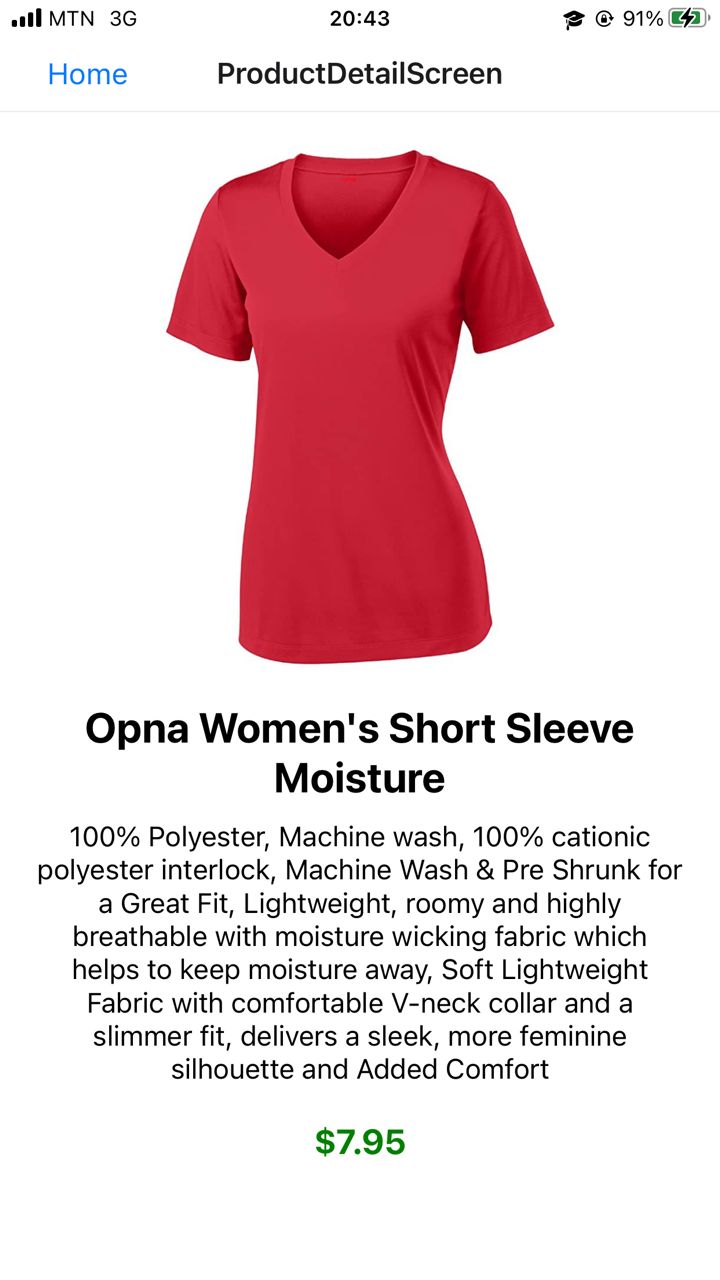 MTN 3G 20:43 91%
Home ProductDetailScreen
Opna Women's Short Sleeve
Moisture
100% Polyester, Machine wash, 100% cationic
polyester interlock, Machine Wash & Pre Shrunk for
a Great Fit, Lightweight, roomy and highly
breathable with moisture wicking fabric which
helps to keep moisture away, Soft Lightweight
Fabric with comfortable V-neck collar and a
slimmer fit, delivers a sleek, more feminine
silhouette and Added Comfort
$7.95